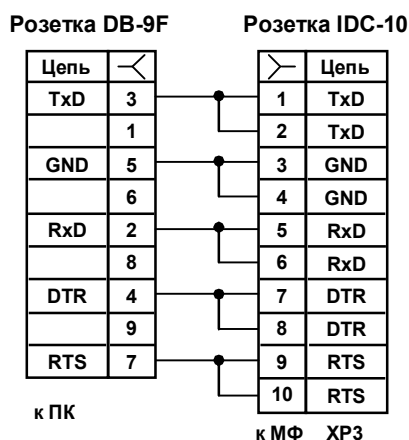 Розетка DB-9F Розетка IDC-10
Цепь Цепь
TxD 3 1 TxD
1 2 TxD
GND 5 3 GND
6 4 GND
RxD 2 5 RxD
8 6 RxD
DTR 4 7 DTR
9 8 DTR
RTS 7 9 RTS
10 RTS
к ПК
к МФ XP3